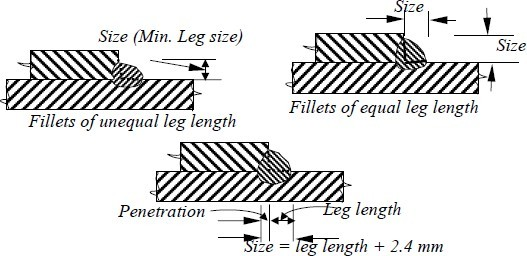 Size
Size (Min. Leg size)
Size
Fillets of unequal leg length
Fillets of equal leg length
Penetration
Leg length
Size = leg length + 2.4 mm